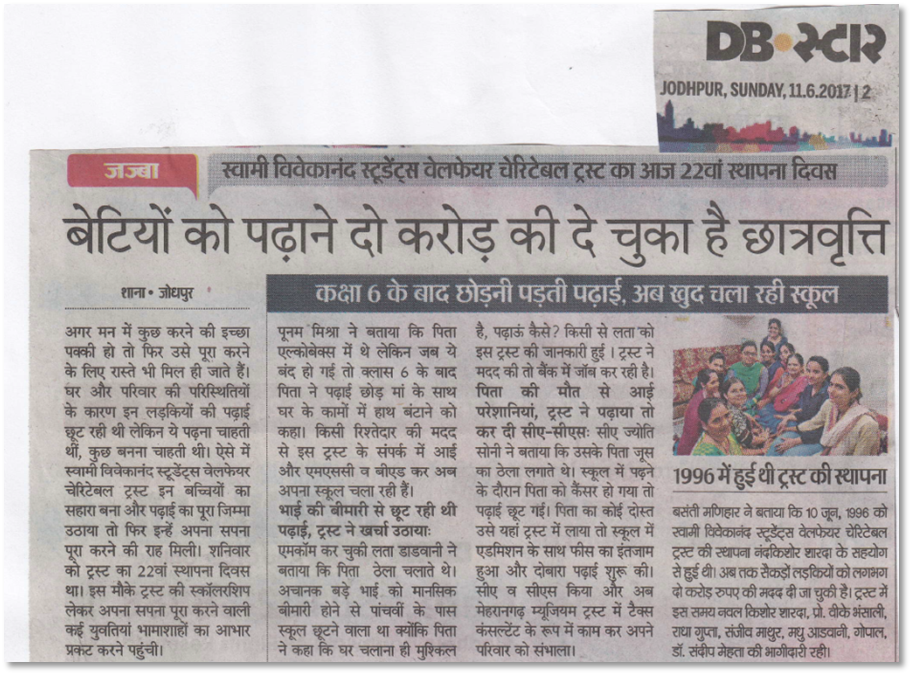 DB स्टार
JODHPUR, SUNDAY, 11.6.2017 | 2
जज्बा
स्वामी विवेकानंद स्टूडेंट्स वेलफेयर चेरिटेबल ट्रस्ट का आज 22वां स्थापना दिवस
बेटियों को पढ़ाने दो करोड़ की दे चुका है छात्रवृत्ति
शाना • जोधपुर
अगर मन में कुछ करने की इच्छा
पक्की हो तो फिर उसे पूरा करने
के लिए रास्ते भी मिल ही जाते हैं।
घर और परिवार की परिस्थितियों
के कारण इन लड़कियों की पढ़ाई
छूट रही थी लेकिन ये पढ़ना चाहती
थीं, कुछ बनना चाहती थी। ऐसे में
स्वामी विवेकानंद स्टूडेंट्स वेलफेयर
चेरिटेबल ट्रस्ट इन बच्चियों का
सहारा बना और पढ़ाई का पूरा जिम्मा
उठाया तो फिर इन्हें अपना सपना
पूरा करने की राह मिली। शनिवार
को ट्रस्ट का 22वां स्थापना दिवस
था। इस मौके ट्रस्ट की स्कॉलरशिप
लेकर अपना सपना पूरा करने वाली
कई युवतियां भामाशाहों का आभार
प्रकट करने पहुंची।
कक्षा 6 के बाद छोड़नी पड़ती पढ़ाई, अब खुद चला रही स्कूल
पूनम मिश्रा ने बताया कि पिता
एल्कोबेक्स में थे लेकिन जब ये
बंद हो गई तो क्लास 6 के बाद
पिता ने पढ़ाई छोड़ मां के साथ
घर के कामों में हाथ बंटाने को
कहा। किसी रिश्तेदार की मदद
से इस ट्रस्ट के संपर्क में आई
और एमएससी व बीएड कर अब
अपना स्कूल चला रही हैं।
भाई की बीमारी से छूट रही थी
पढ़ाई, ट्रस्ट ने खर्चा उठायाः
एमकॉम कर चुकी लता डाडवानी ने
बताया कि पिता ठेला चलाते थे।
अचानक बड़े भाई को मानसिक
बीमारी होने से पांचवीं के पास
स्कूल छूटने वाला था क्योंकि पिता
ने कहा कि घर चलाना ही मुश्किल
है, पढ़ाऊं कैसे? किसी से लता को
इस ट्रस्ट की जानकारी हुई । ट्रस्ट ने
मदद की तो बैंक में जॉब कर रही है।
पिता की मौत से आई
परेशानियां, ट्रस्ट ने पढ़ाया तो
कर दी सीए-सीएसः सीए ज्योति
सोनी ने बताया कि उसके पिता जूस
का ठेला लगाते थे। स्कूल में पढ़ने
के दौरान पिता को कैंसर हो गया तो
पढ़ाई छूट गई। पिता का कोई दोस्त
उसे यहां ट्रस्ट में लाया तो स्कूल में
एडमिशन के साथ फीस का इंतजाम
हुआ और दोबारा पढ़ाई शुरू की।
सीए व सीएस किया और अब
मेहरानगढ़ म्यूजियम ट्रस्ट में टैक्स
कंसलटेंट के रूप में काम कर अपने
परिवार को संभाला।
1996 में हुई थी ट्रस्ट की स्थापना
बसंती मणिहार ने बताया कि 10 जून, 1996 को
स्वामी विवेकानंद स्टूडेंट्स वेलफेयर चेरिटेबल
ट्रस्ट की स्थापना नंदकिशोर शारदा के सहयोग
से हुई थी। अब तक सैकड़ों लड़कियों को लगभग
दो करोड़ रुपए की मदद दी जा चुकी है। ट्रस्ट में
इस समय नवल किशोर शारदा, प्रो. वीके भंसाली,
राधा गुप्ता, संजीव माथुर, मधु आडवानी, गोपाल,
डॉ. संदीप मेहता की भागीदारी रही।